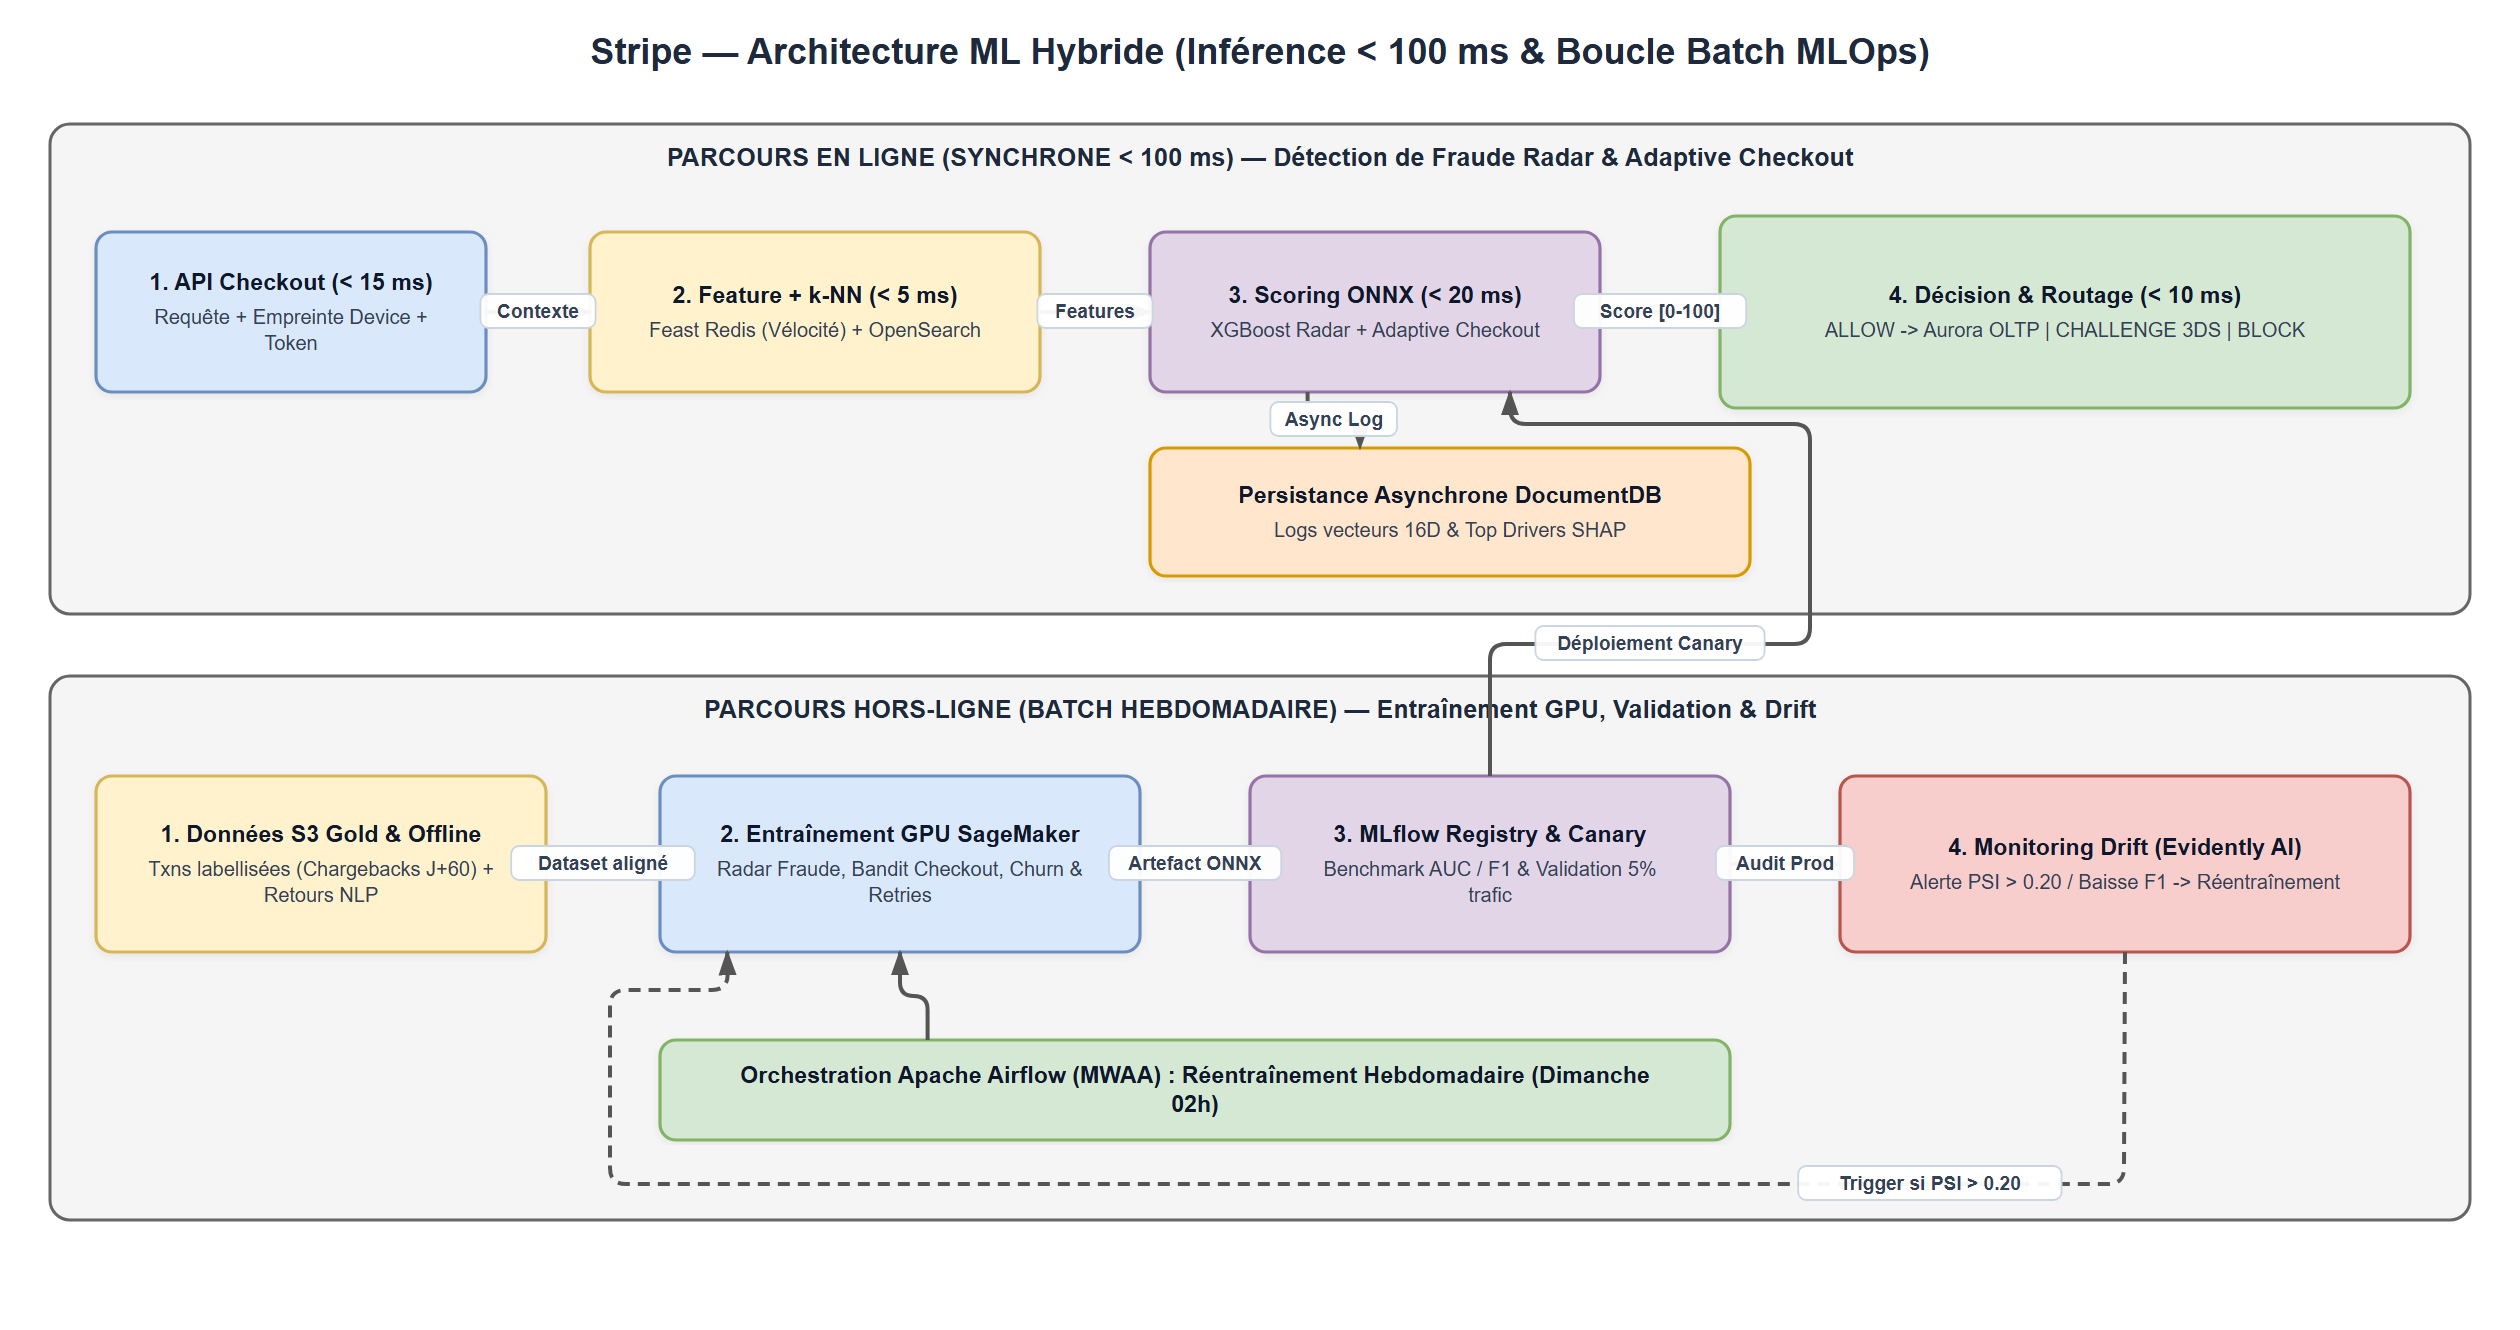 Stripe — Architecture ML Hybride (Inférence < 100 ms & Boucle Batch MLOps)
PARCOURS EN LIGNE (SYNCHRONE < 100 ms) — Détection de Fraude Radar & Adaptive Checkout
1. API Checkout (< 15 ms)
Requête + Empreinte Device +
Token
Contexte
2. Feature + k-NN (< 5 ms)
Feast Redis (Vélocité) + OpenSearch
Features
3. Scoring ONNX (< 20 ms)
XGBoost Radar + Adaptive Checkout
Score [0-100]
4. Décision & Routage (< 10 ms)
ALLOW -> Aurora OLTP | CHALLENGE 3DS | BLOCK
Async Log
Persistance Asynchrone DocumentDB
Logs vecteurs 16D & Top Drivers SHAP
Déploiement Canary
PARCOURS HORS-LIGNE (BATCH HEBDOMADAIRE) — Entraînement GPU, Validation & Drift
1. Données S3 Gold & Offline
Txns labellisées (Chargebacks J+60) +
Retours NLP
Dataset aligné
2. Entraînement GPU SageMaker
Radar Fraude, Bandit Checkout, Churn &
Retries
Artefact ONNX
3. MLflow Registry & Canary
Benchmark AUC / F1 & Validation 5%
trafic
Audit Prod
4. Monitoring Drift (Evidently AI)
Alerte PSI > 0.20 / Baisse F1 -> Réentraînement
Orchestration Apache Airflow (MWAA) : Réentraînement Hebdomadaire (Dimanche
02h)
Trigger si PSI > 0.20